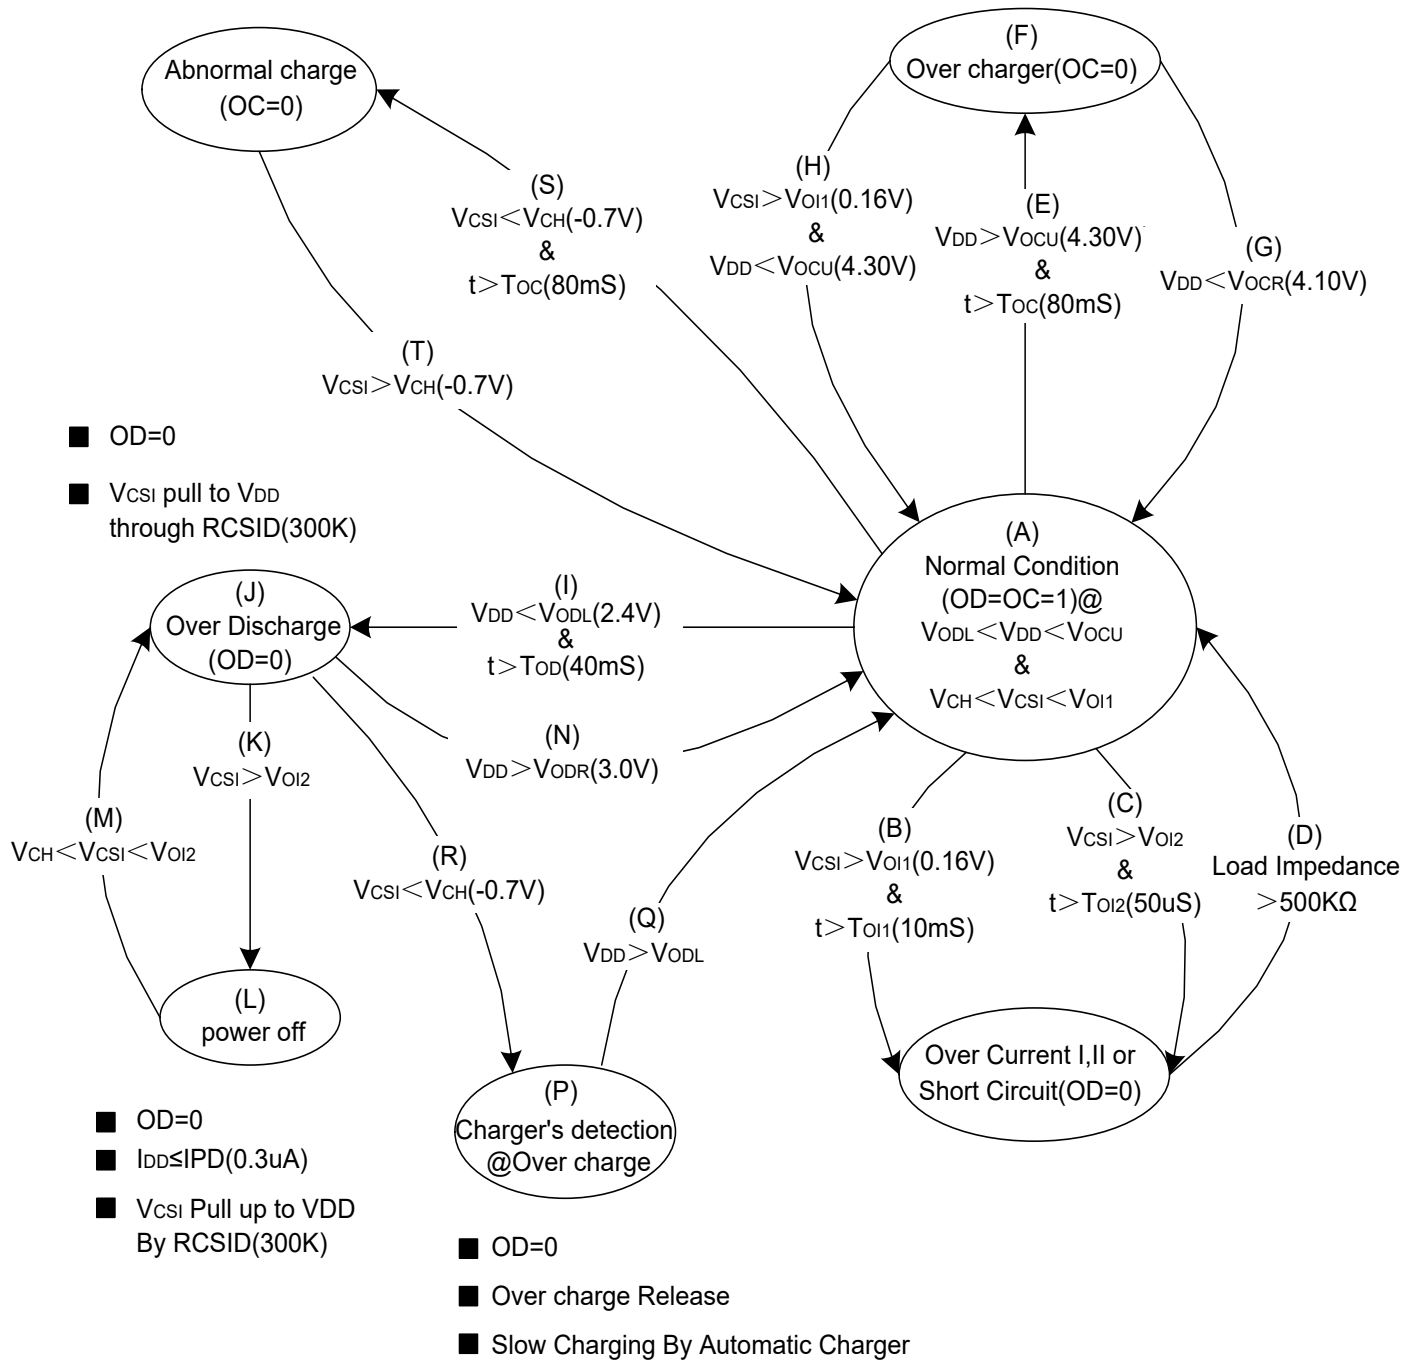 Abnormal charge
(OC=0)
(F)
Over charger(OC=0)
(S)
VCSI＜VCH(-0.7V)
&
t＞TOC(80mS)
(H)
VCSI＞VOI1(0.16V)
&
VDD＜VOCU(4.30V)
(E)
VDD＞VOCU(4.30V)
&
t＞TOC(80mS)
(G)
VDD＜VOCR(4.10V)
(T)
VCSI＞VCH(-0.7V)
■ OD=0
■ VCSI pull to VDD
through RCSID(300K)
(A)
Normal Condition
(OD=OC=1)@
VODL＜VDD＜VOCU
&
VCH＜VCSI＜VOI1
(J)
Over Discharge
(OD=0)
(I)
VDD＜VODL(2.4V)
&
t＞TOD(40mS)
(N)
VDD＞VODR(3.0V)
(K)
VCSI＞VOI2
(M)
VCH＜VCSI＜VOI2
(R)
VCSI＜VCH(-0.7V)
(Q)
VDD＞VODL
(B)
VCSI＞VOI1(0.16V)
&
t＞TOI1(10mS)
(C)
VCSI＞VOI2
&
t＞TOI2(50uS)
(D)
Load Impedance
＞500KΩ
(L)
power off
Over Current I,II or
Short Circuit(OD=0)
(P)
Charger's detection
@Over charge
■ OD=0
■ IDD≤IPD(0.3uA)
■ VCSI Pull up to VDD
By RCSID(300K)
■ OD=0
■ Over charge Release
■ Slow Charging By Automatic Charger